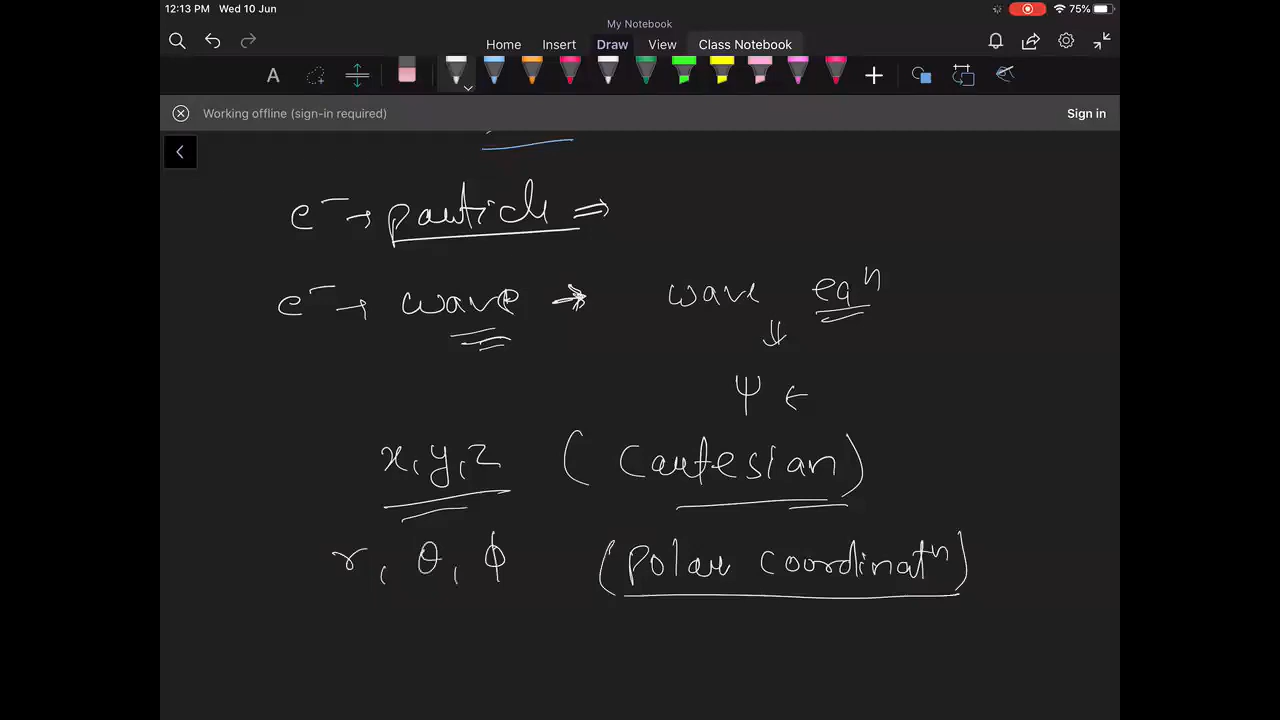 12:13 PM Wed 10 Jun
75%
My Notebook
Home Insert Draw View Class Notebook
A
Working offline (sign-in required) Sign in
e⁻ → particle ⇒
e⁻ → wave → wave eqⁿ
⇓
ψ ←
x, y, z (Cartesian)
r, θ, φ (polar coordinatⁿ)